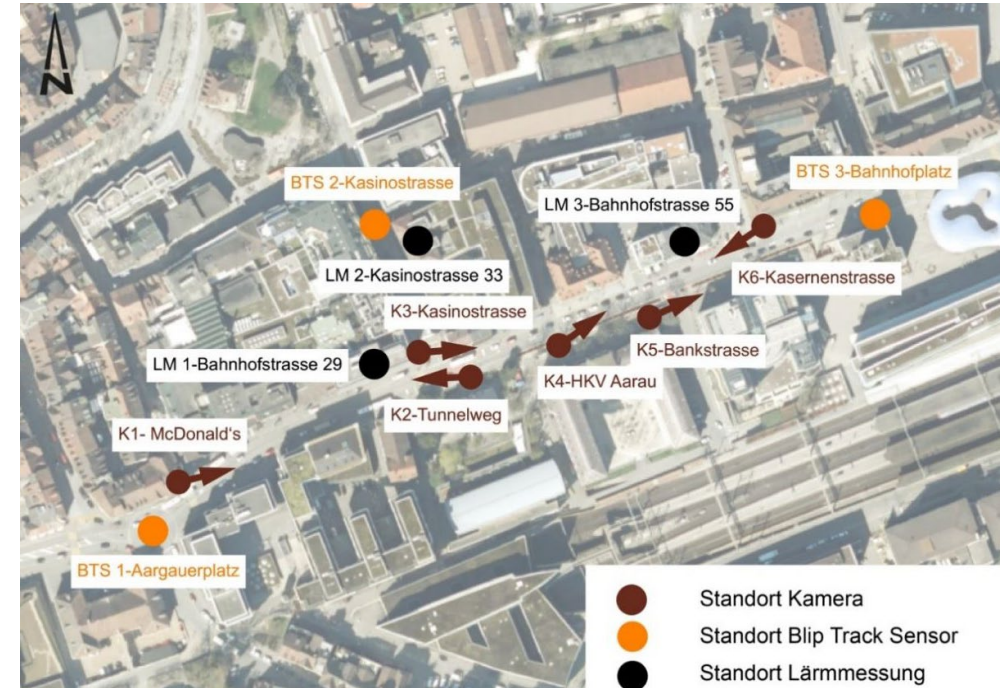 N
BTS 2-Kasinostrasse
BTS 3-Bahnhofplatz
LM 3-Bahnhofstrasse 55
LM 2-Kasinostrasse 33
K6-Kasernenstrasse
K3-Kasinostrasse
K5-Bankstrasse
LM 1-Bahnhofstrasse 29
K4-HKV Aarau
K2-Tunnelweg
K1- McDonald's
BTS 1-Aargauerplatz
Standort Kamera
Standort Blip Track Sensor
Standort Lärmmessung